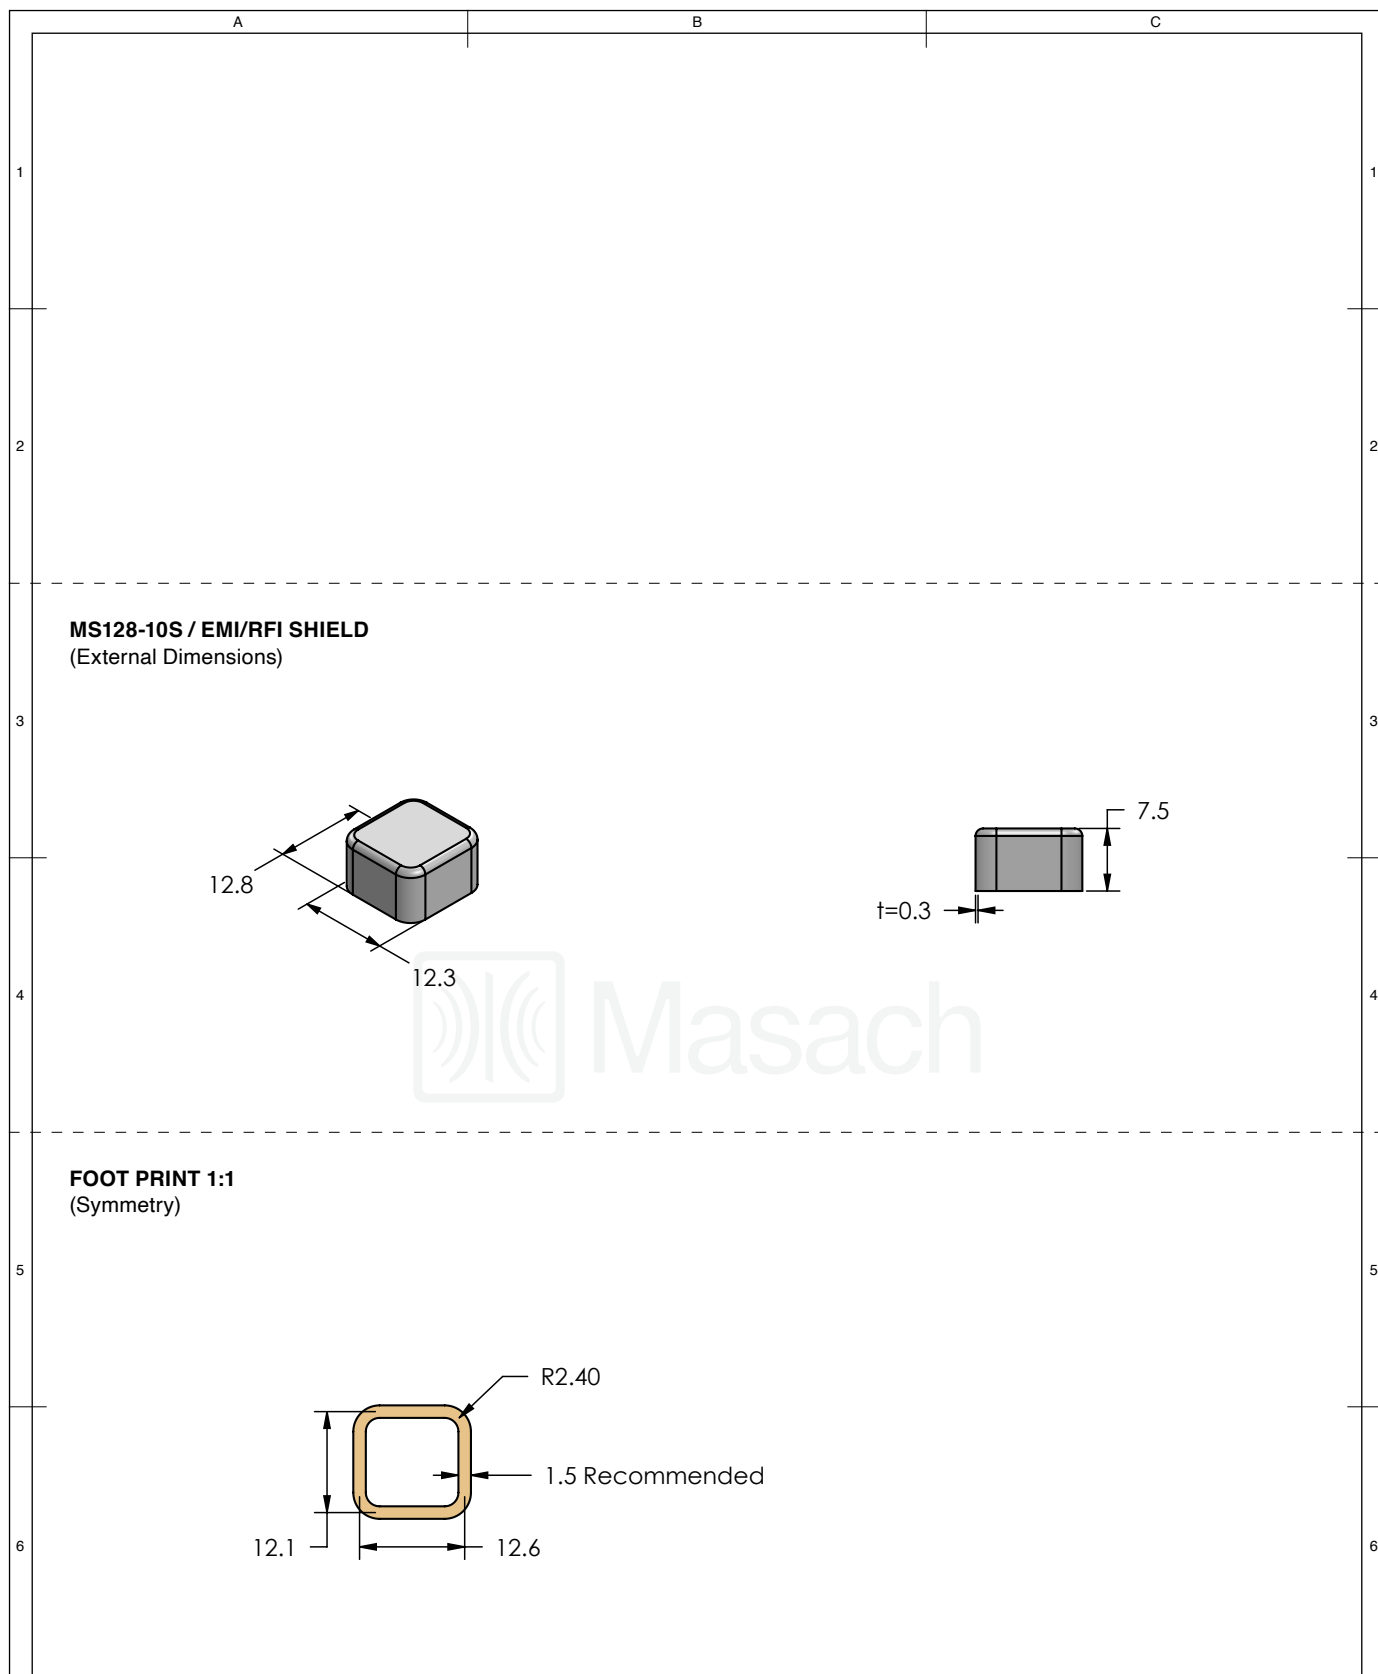 A B C
1 1
2 2
MS128-10S / EMI/RFI SHIELD
(External Dimensions)
3 3
7.5
12.8
t=0.3
12.3
4 4
Masach
FOOT PRINT 1:1
(Symmetry)
5 5
R2.40
1.5 Recommended
6 12.1 12.6 6